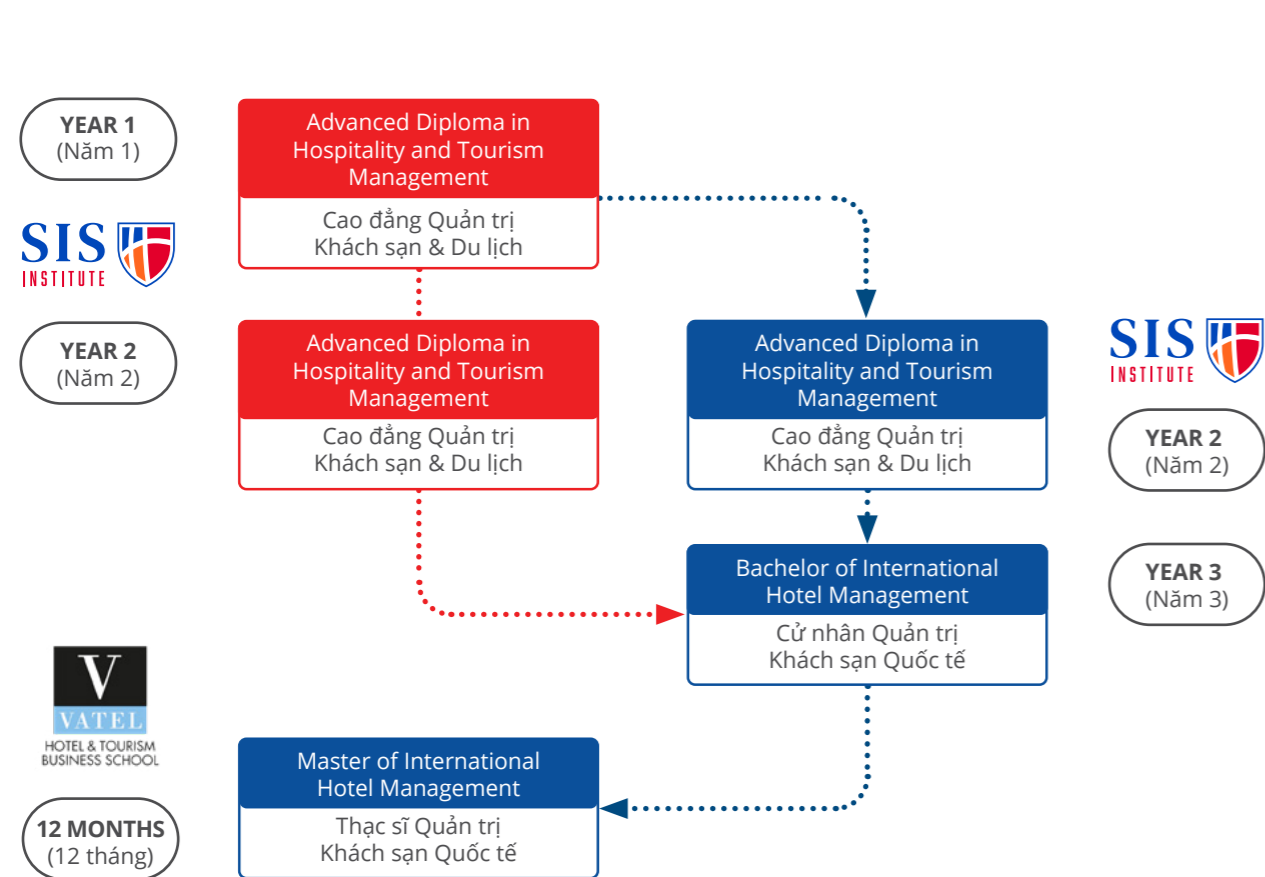 YEAR 1
(Năm 1)
Advanced Diploma in
Hospitality and Tourism
Management
Cao đẳng Quản trị
Khách sạn & Du lịch
SIS
INSTITUTE
YEAR 2
(Năm 2)
Advanced Diploma in
Hospitality and Tourism
Management
Cao đẳng Quản trị
Khách sạn & Du lịch
Advanced Diploma in
Hospitality and Tourism
Management
Cao đẳng Quản trị
Khách sạn & Du lịch
SIS
INSTITUTE
YEAR 2
(Năm 2)
Bachelor of International
Hotel Management
Cử nhân Quản trị
Khách sạn Quốc tế
YEAR 3
(Năm 3)
V
VATEL
HOTEL & TOURISM
BUSINESS SCHOOL
Master of International
Hotel Management
Thạc sĩ Quản trị
Khách sạn Quốc tế
12 MONTHS
(12 tháng)